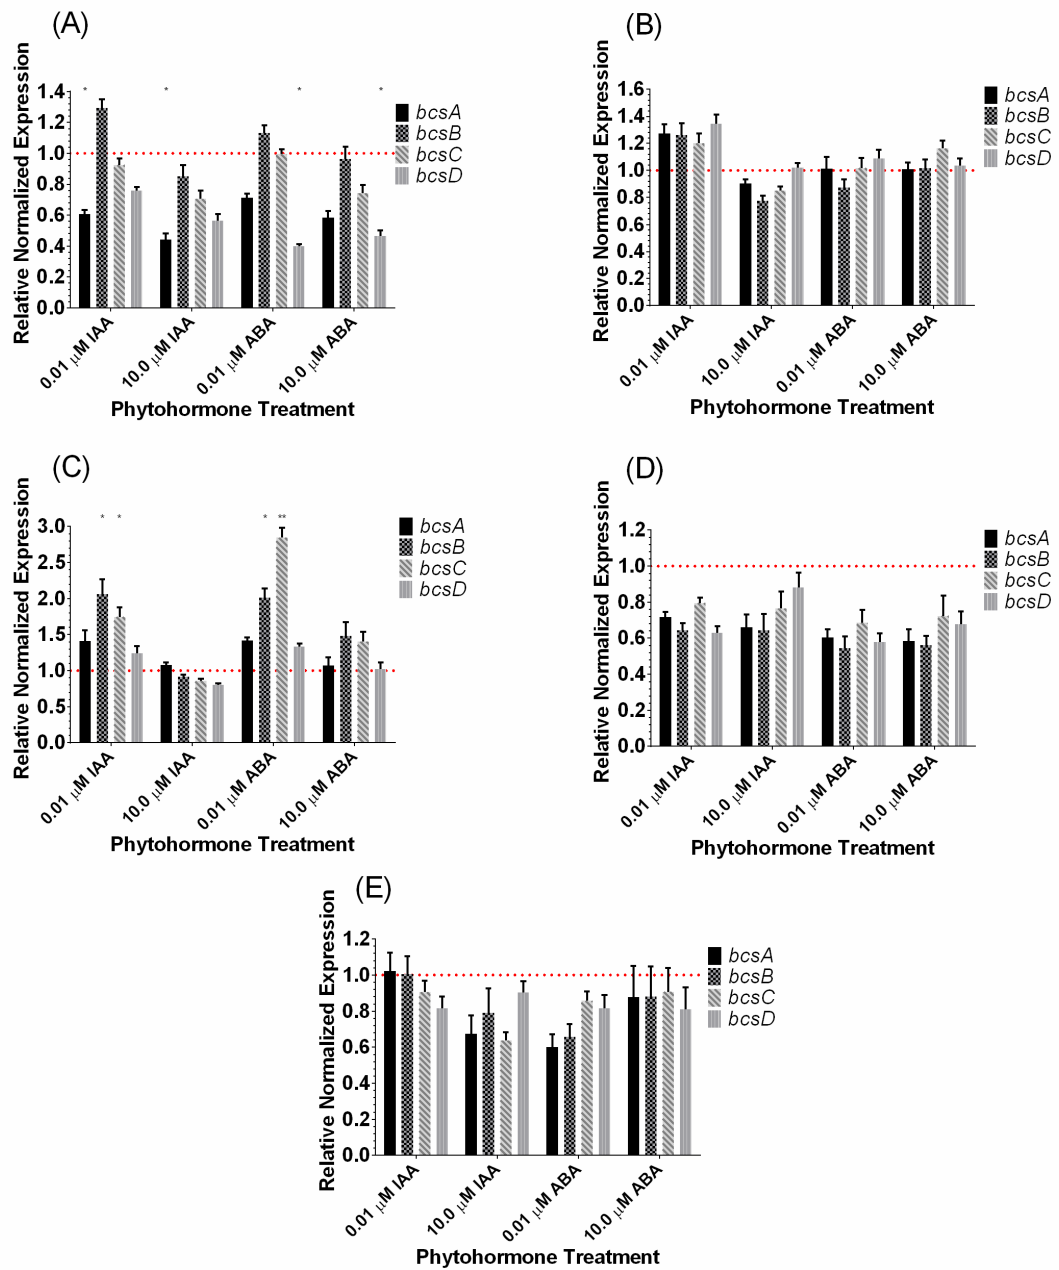 (A)
Relative Normalized Expression
1.4
1.2
1.0
0.8
0.6
0.4
0.2
0.0
* * * *
bcsA
bcsB
bcsC
bcsD
0.01 μM IAA
10.0 μM IAA
0.01 μM ABA
10.0 μM ABA
Phytohormone Treatment
(B)
Relative Normalized Expression
1.6
1.4
1.2
1.0
0.8
0.6
0.4
0.2
0.0
bcsA
bcsB
bcsC
bcsD
0.01 μM IAA
10.0 μM IAA
0.01 μM ABA
10.0 μM ABA
Phytohormone Treatment
(C)
Relative Normalized Expression
3.0
2.5
2.0
1.5
1.0
0.5
0.0
* * * **
bcsA
bcsB
bcsC
bcsD
0.01 μM IAA
10.0 μM IAA
0.01 μM ABA
10.0 μM ABA
Phytohormone Treatment
(D)
Relative Normalized Expression
1.2
1.0
0.8
0.6
0.4
0.2
0.0
bcsA
bcsB
bcsC
bcsD
0.01 μM IAA
10.0 μM IAA
0.01 μM ABA
10.0 μM ABA
Phytohormone Treatment
(E)
Relative Normalized Expression
1.2
1.0
0.8
0.6
0.4
0.2
0.0
bcsA
bcsB
bcsC
bcsD
0.01 μM IAA
10.0 μM IAA
0.01 μM ABA
10.0 μM ABA
Phytohormone Treatment